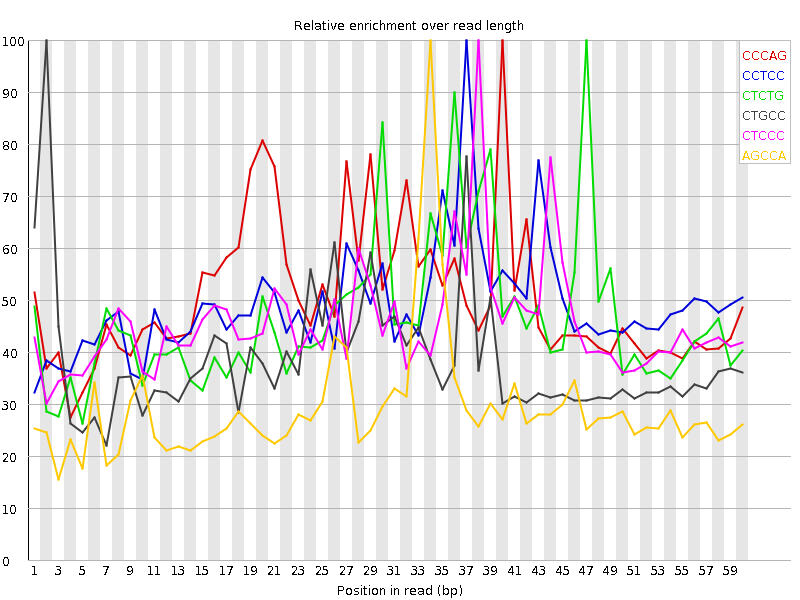 Relative enrichment over read length
100
90
80
70
60
50
40
30
20
10
0
CCCAG
CCTCC
CTCTG
CTGCC
CTCCC
AGCCA
1 3 5 7 9 11 13 15 17 19 21 23 25 27 29 31 33 35 37 39 41 43 45 47 49 51 53 55 57 59
Position in read (bp)